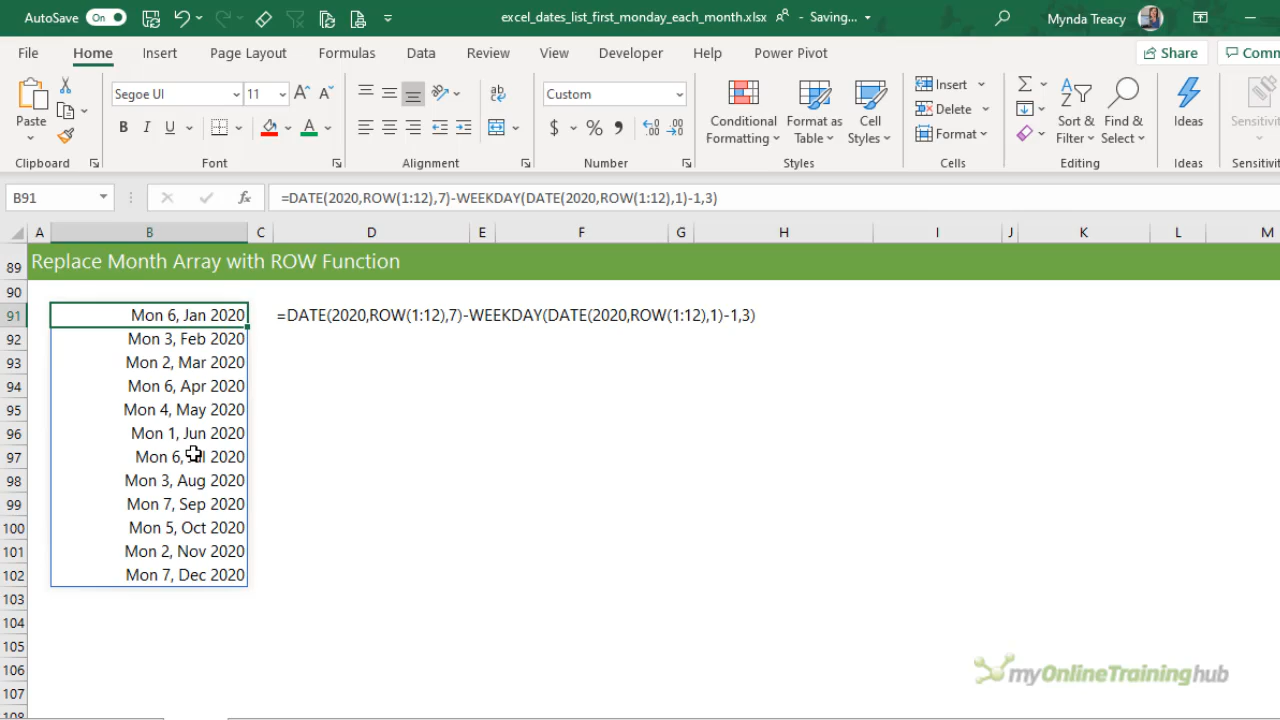 AutoSave On excel_dates_list_first_monday_each_month.xlsx - Saving... Mynda Treacy
File Home Insert Page Layout Formulas Data Review View Developer Help Power Pivot Share Comm
Paste Segoe UI 11 Custom Conditional Formatting Format as Table Cell Styles Insert Delete Format Sort & Filter Find & Select Ideas Sensitivi
Clipboard Font Alignment Number Styles Cells Editing Ideas Sensitiv
B91 fx =DATE(2020,ROW(1:12),7)-WEEKDAY(DATE(2020,ROW(1:12),1)-1,3)
A B C D E F G H I J K L M
89 Replace Month Array with ROW Function
90
91 Mon 6, Jan 2020 =DATE(2020,ROW(1:12),7)-WEEKDAY(DATE(2020,ROW(1:12),1)-1,3)
92 Mon 3, Feb 2020
93 Mon 2, Mar 2020
94 Mon 6, Apr 2020
95 Mon 4, May 2020
96 Mon 1, Jun 2020
97 Mon 6, 2020
98 Mon 3, Aug 2020
99 Mon 7, Sep 2020
100 Mon 5, Oct 2020
101 Mon 2, Nov 2020
102 Mon 7, Dec 2020
103
104
105
106
107
108
myOnlineTraininghub